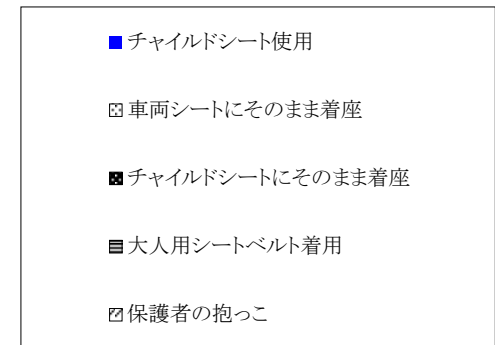 チャイルドシート使用
車両シートにそのまま着座
チャイルドシートにそのまま着座
大人用シートベルト着用
保護者の抱っこ